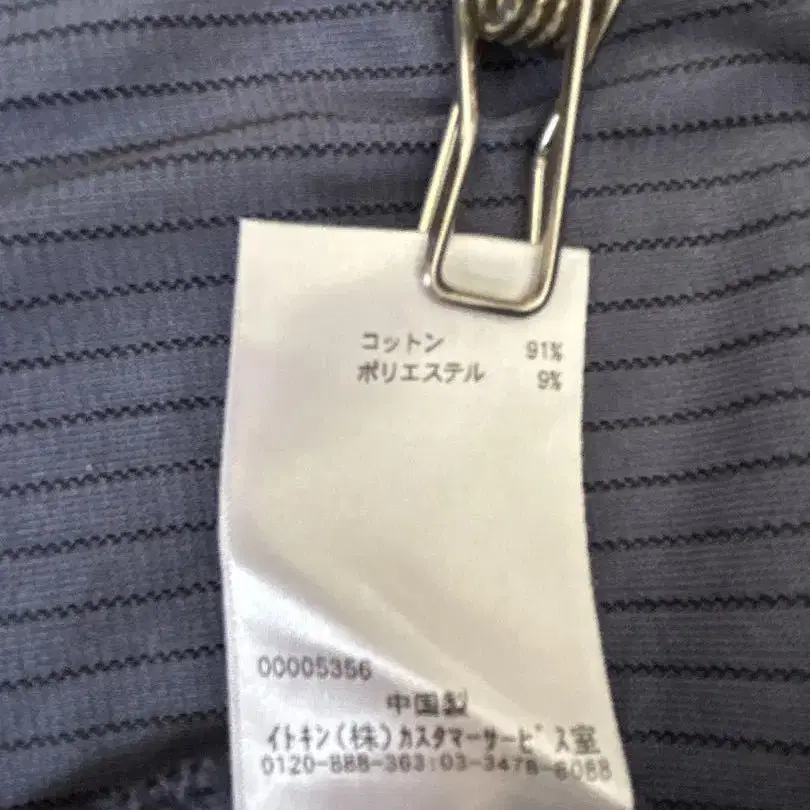 コットン 91%
ポリエステル 9%
00005356
中国製
イトキン(株)カスタマーサービス室
0120-888-363:03-3478-8088